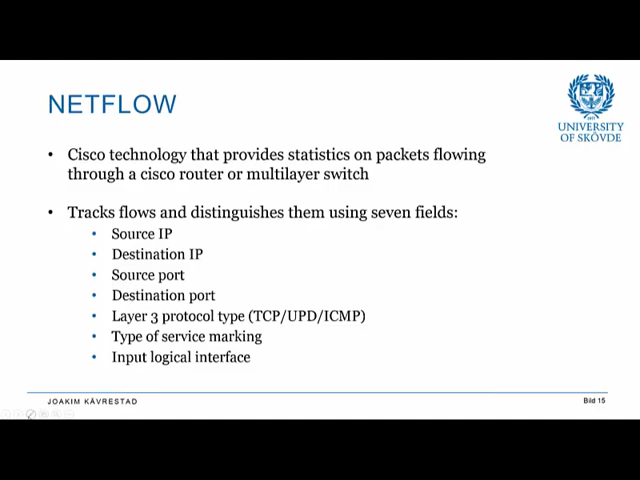 NETFLOW
UNIVERSITY
OF SKÖVDE
• Cisco technology that provides statistics on packets flowing
through a cisco router or multilayer switch
• Tracks flows and distinguishes them using seven fields:
• Source IP
• Destination IP
• Source port
• Destination port
• Layer 3 protocol type (TCP/UPD/ICMP)
• Type of service marking
• Input logical interface
JOAKIM KÄVRESTAD
Bild 15